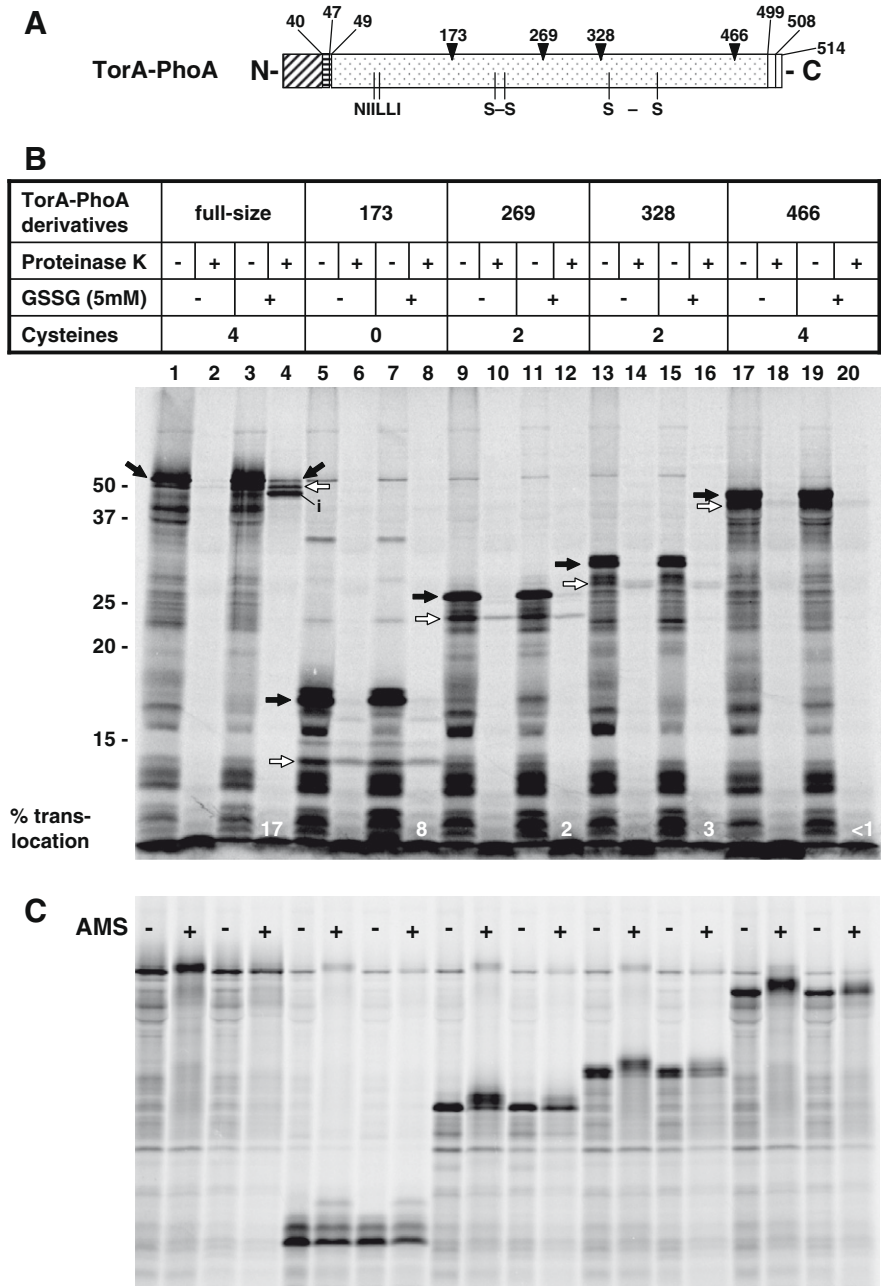 A
40 47 49 173 269 328 466 499 508 514
TorA-PhoA N- - C
NIILLI S–S S – S
B
TorA-PhoA derivatives full-size 173 269 328 466
Proteinase K - + - + - + - + - + - + - + - + - + - +
GSSG (5mM) - + - + - + - + - +
Cysteines 4 0 2 2 4
1 2 3 4 5 6 7 8 9 10 11 12 13 14 15 16 17 18 19 20
50 -
i
37 -
25 -
20 -
15 -
% trans-
location 17 8 2 3 <1
C
AMS - + - + - + - + - + - + - + - + - + - +